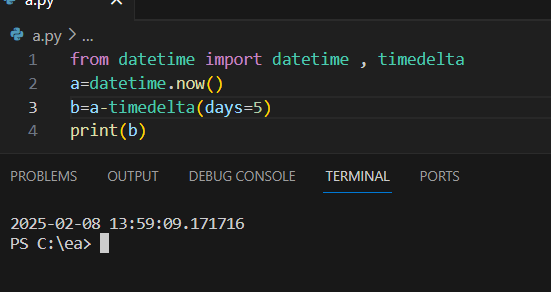 a.py
a.py > ...
1 from datetime import datetime , timedelta
2 a=datetime.now()
3 b=a-timedelta(days=5)
4 print(b)
PROBLEMS OUTPUT DEBUG CONSOLE TERMINAL PORTS
2025-02-08 13:59:09.171716
PS C:\ea>